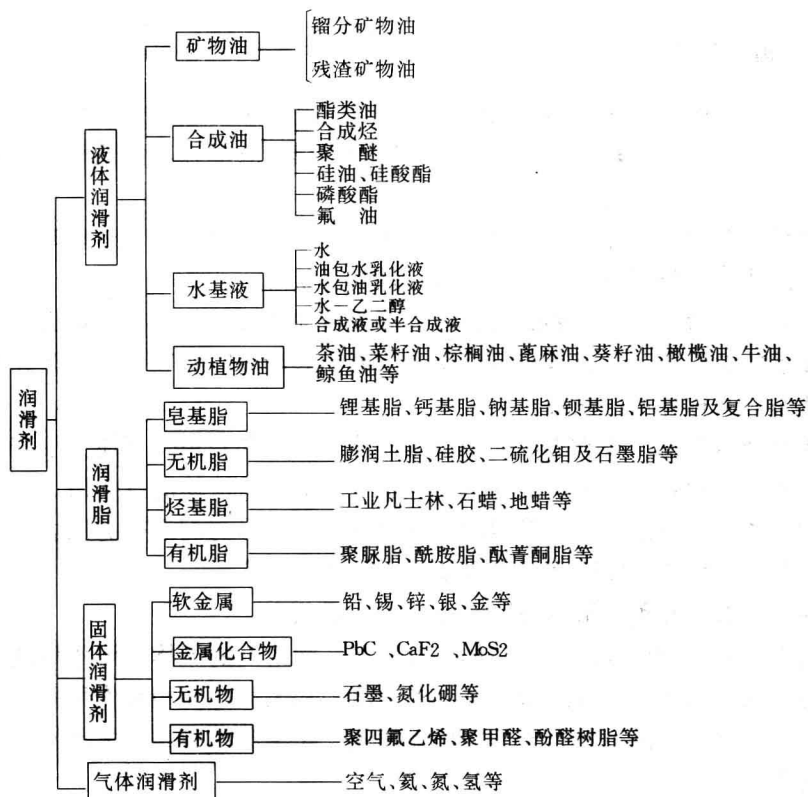 润滑剂
液体润滑剂
矿物油
馏分矿物油
残渣矿物油
合成油
酯类油
合成烃
聚 醚
硅油、硅酸酯
磷酸酯
氟 油
水基液
水
油包水乳化液
水包油乳化液
水—乙二醇
合成液或半合成液
动植物油
茶油、菜籽油、棕榈油、蓖麻油、葵籽油、橄榄油、牛油、
鲸鱼油等
润滑脂
皂基脂
锂基脂、钙基脂、钠基脂、钡基脂、铝基脂及复合脂等
无机脂
膨润土脂、硅胶、二硫化钼及石墨脂等
烃基脂
工业凡士林、石蜡、地蜡等
有机脂
聚脲脂、酰胺脂、酞菁酮脂等
固体润滑剂
软金属
铅、锡、锌、银、金等
金属化合物
PbC 、CaF2 、MoS2
无机物
石墨、氮化硼等
有机物
聚四氟乙烯、聚甲醛、酚醛树脂等
气体润滑剂
空气、氦、氮、氢等